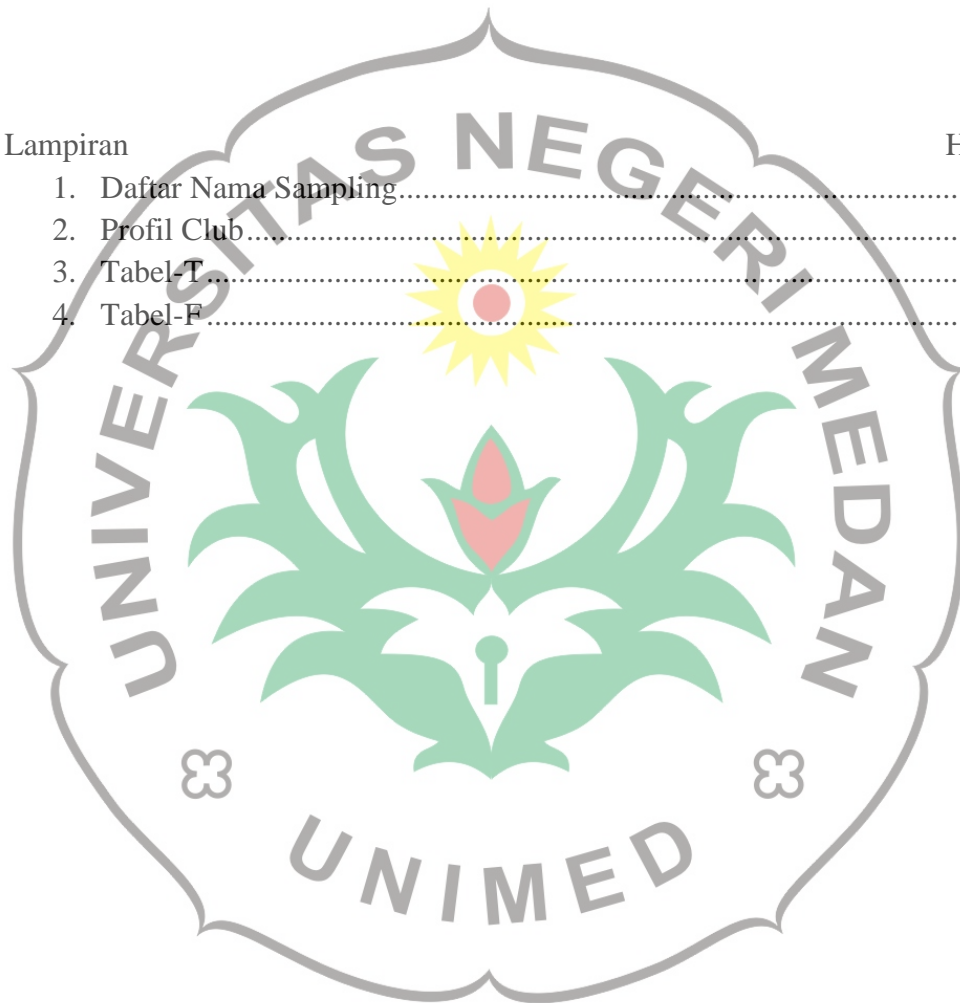 UNIVERSITAS NEGERI MEDAN
Lampiran H
1. Daftar Nama Sampling
2. Profil Club
3. Tabel-T
4. Tabel-F
UNIMED